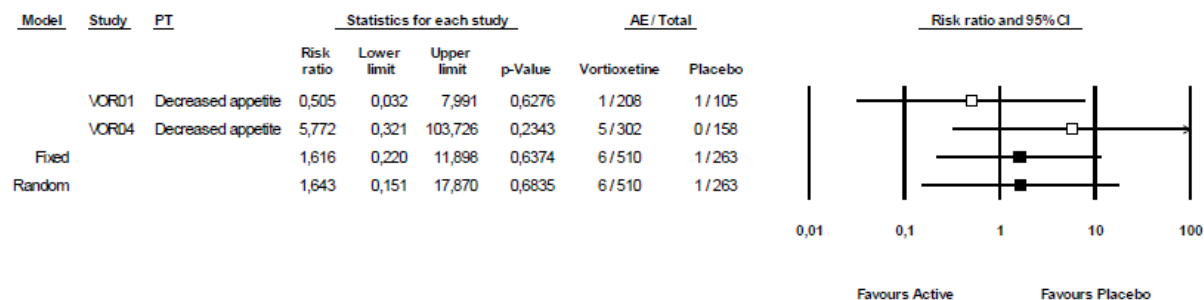 Model Study PT Statistics for each study AE / Total Risk ratio and 95% CI
Risk ratio Lower limit Upper limit p-Value Vortioxetine Placebo
VOR01 Decreased appetite 0,505 0,032 7,991 0,6276 1 / 208 1 / 105
VOR04 Decreased appetite 5,772 0,321 103,726 0,2343 5 / 302 0 / 158
Fixed 1,616 0,220 11,898 0,6374 6 / 510 1 / 263
Random 1,643 0,151 17,870 0,6835 6 / 510 1 / 263
0,01 0,1 1 10 100
Favours Active Favours Placebo